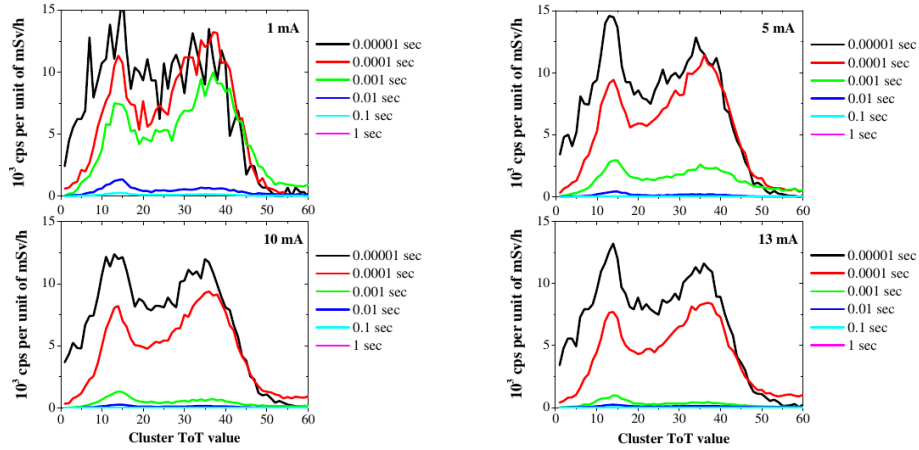 1 mA
10³ cps per unit of mSv/h
15
10
5
0
0 10 20 30 40 50 60
0.00001 sec
0.0001 sec
0.001 sec
0.01 sec
0.1 sec
1 sec
5 mA
10³ cps per unit of mSv/h
15
10
5
0
0 10 20 30 40 50 60
0.00001 sec
0.0001 sec
0.001 sec
0.01 sec
0.1 sec
1 sec
10 mA
10³ cps per unit of mSv/h
15
10
5
0
0 10 20 30 40 50 60
Cluster ToT value
0.00001 sec
0.0001 sec
0.001 sec
0.01 sec
0.1 sec
1 sec
13 mA
10³ cps per unit of mSv/h
15
10
5
0
0 10 20 30 40 50 60
Cluster ToT value
0.00001 sec
0.0001 sec
0.001 sec
0.01 sec
0.1 sec
1 sec